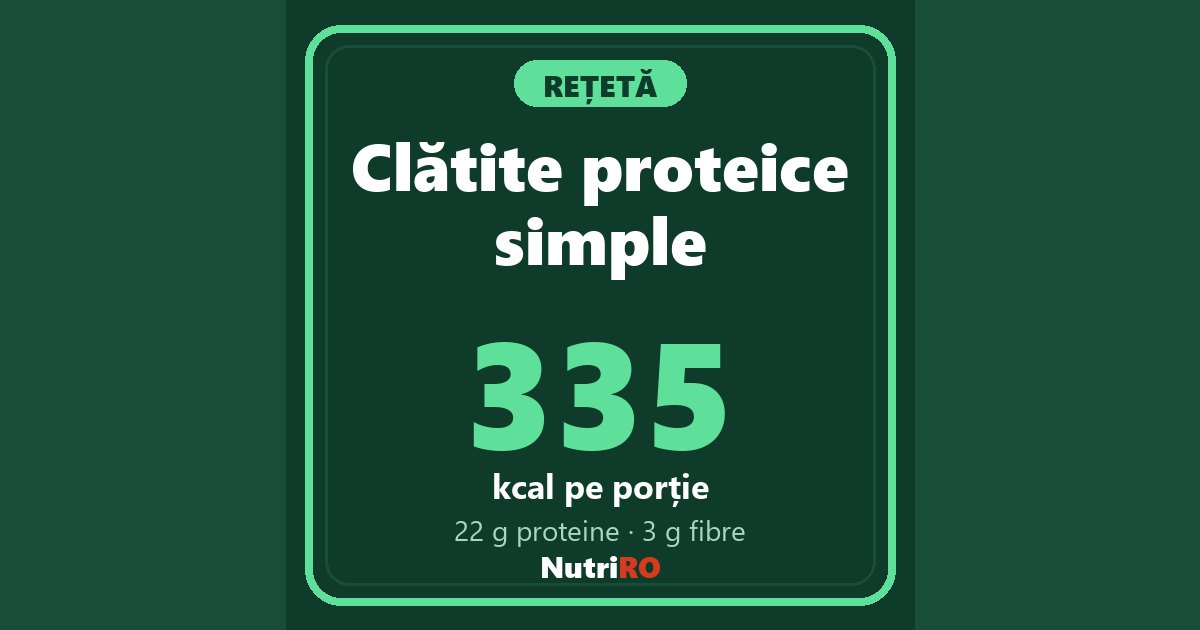 REȚETĂ
Clătite proteice
simple
335
kcal pe porție
22 g proteine · 3 g fibre
NutriRO